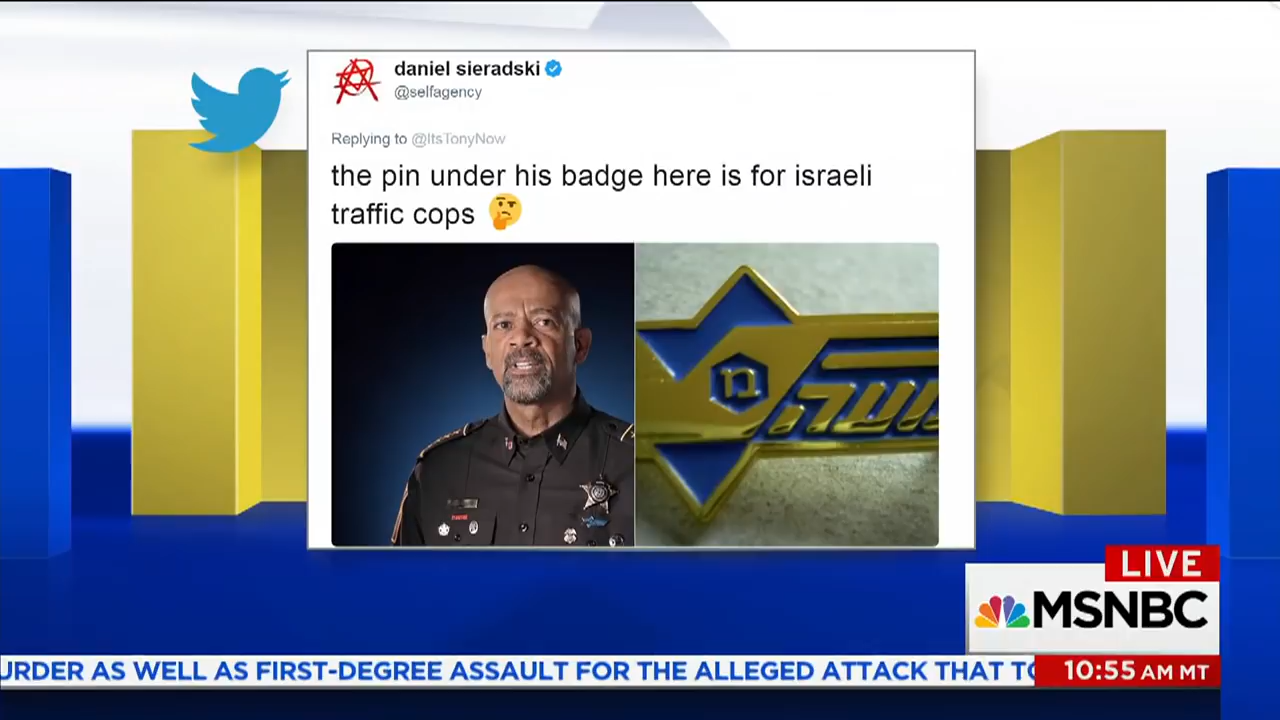 daniel sieradski
@selfagency
Replying to @ItsTonyNow
the pin under his badge here is for israeli
traffic cops 🤔
נ
LIVE
MSNBC
URDER AS WELL AS FIRST-DEGREE ASSAULT FOR THE ALLEGED ATTACK THAT TO
10:55 AM MT